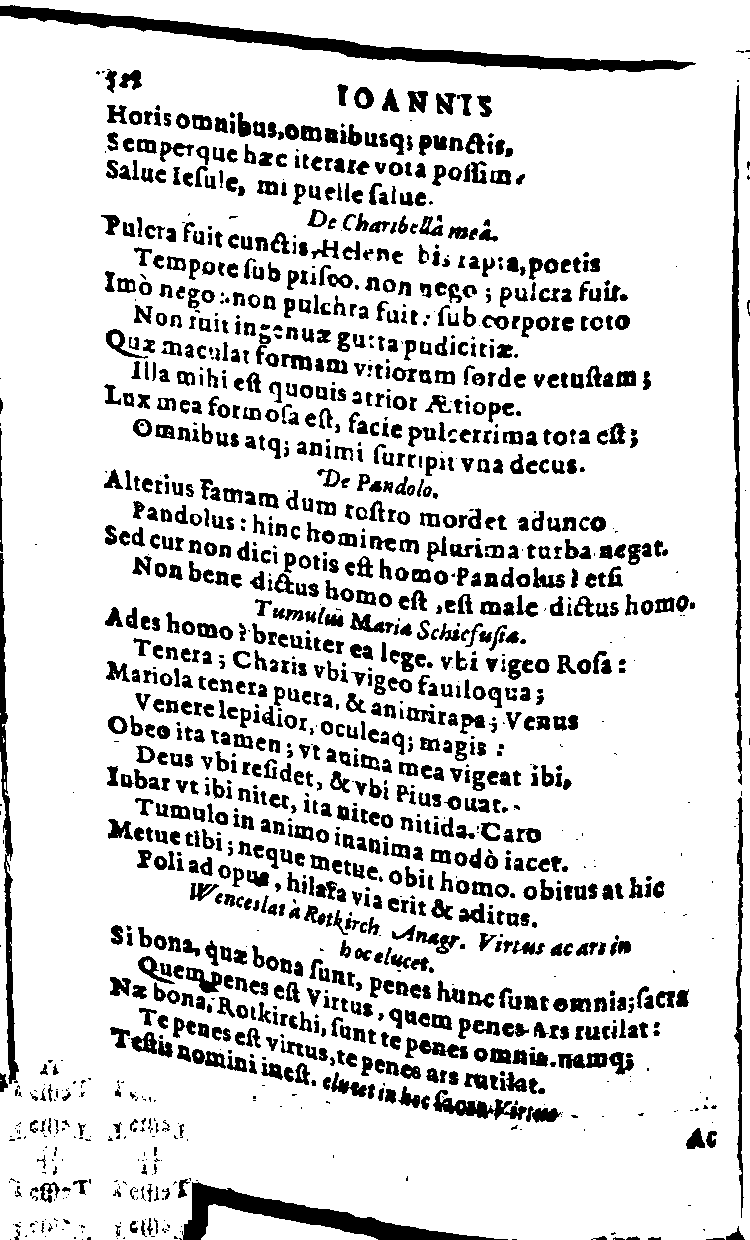 IOANNIS
Horis omnibus, omnibusq; punctis,
Semperque hæc iterare vota possim.
Salue Iesule, mi puelle salue.
De Charibellâ meâ.
Pulcra fuit cunctis, Helene bis rapta, poetis
Tempore sub prisco. non nego; pulcra fuit.
Imò nego: non pulchra fuit: sub corpore toto
Non fuit ingenuæ gutta pudicitiæ.
Quæ maculat formam vitiorum sorde vetustam;
Illa mihi est quouis atrior Ætiope.
Lux mea formosa est, facie pulcerrima tota est;
Omnibus atq; animi surripit vna decus.
De Pandolo.
Alterius famam dum rostro mordet adunco
Pandolus: hinc hominem plurima turba negat.
Sed cur non dici potis est homo Pandolus? etsi
Non bene dictus homo est, est male dictus homo.
Tumulus Mariæ Schicfusiæ.
Ades homo? breuiter ea lege. vbi vigeo Rosa:
Tenera; Charis vbi vigeo fauiloqua;
Mariola tenera puera, & animirapa; Venus
Venere lepidior, oculeaq; magis:
Obeo ita tamen; vt anima mea vigeat ibi,
Deus vbi residet, & vbi Pius ouat.
Iubar vt ibi nitet, ita niteo nitida. Caro
Tumulo in animo inanima modò iacet.
Metue tibi; neque metue. obit homo. obitus at hic
Poli ad opus, hilara via erit & aditus.
Wenceslaì à Rotkirch Anagr. Virtus ac ars in
hoc elucet.
Si bona, quæ bona sunt, penes hunc sunt omnia; sacra
Quem penes est Virtus, quem penes Ars rutilat:
Næ bona, Rotkirchi, sunt te penes omnia. namq;
Te penes est virtus, te penes ars rutilat.
Testis nomini inest. elucet in hoc sacra Virtus
Ac